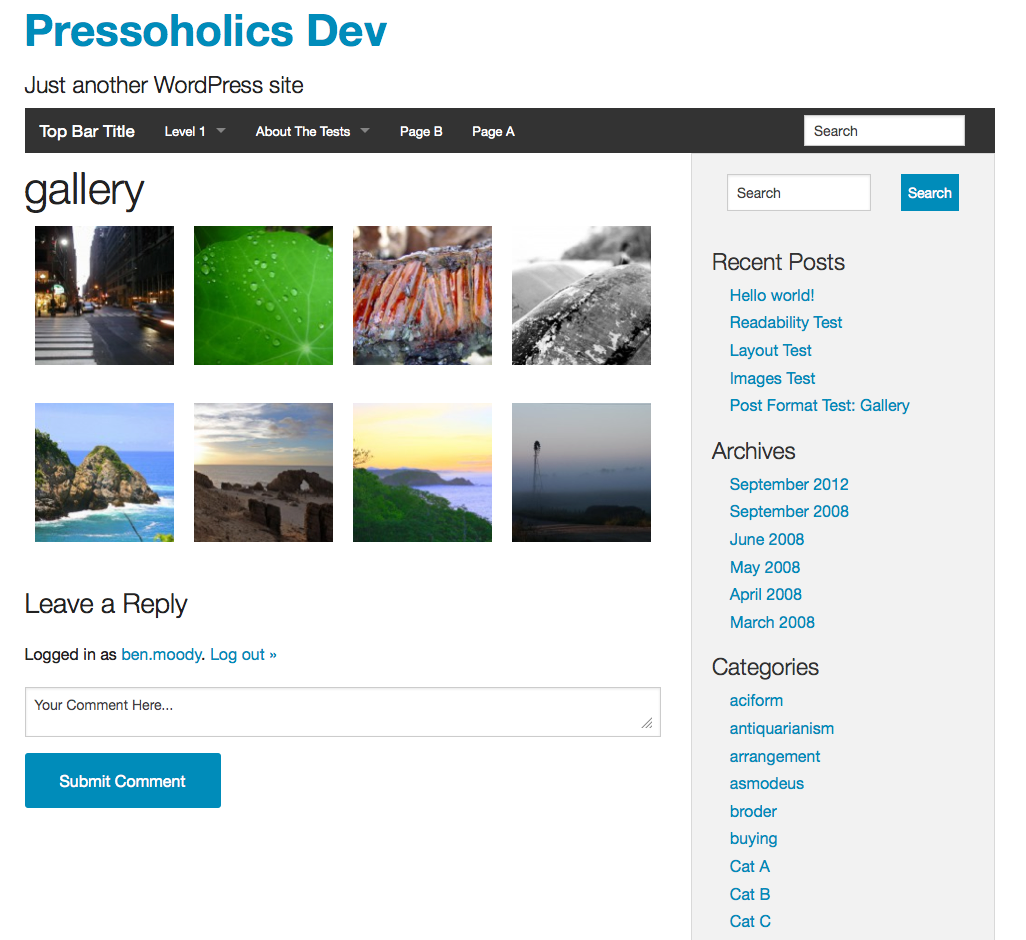 Pressoholics Dev
Just another WordPress site
Top Bar Title Level 1 About The Tests Page B Page A Search
gallery
Leave a Reply
Logged in as ben.moody. Log out »
Your Comment Here...
Submit Comment
Search Search
Recent Posts
Hello world!
Readability Test
Layout Test
Images Test
Post Format Test: Gallery
Archives
September 2012
September 2008
June 2008
May 2008
April 2008
March 2008
Categories
aciform
antiquarianism
arrangement
asmodeus
broder
buying
Cat A
Cat B
Cat C